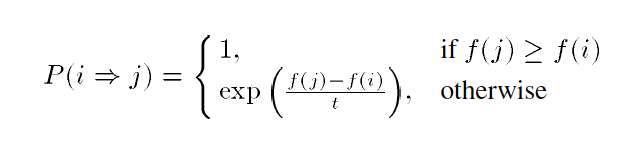 P(i ⇒ j) = { 1, if f(j) ≥ f(i)
exp ( f(j)−f(i) / t ), otherwise